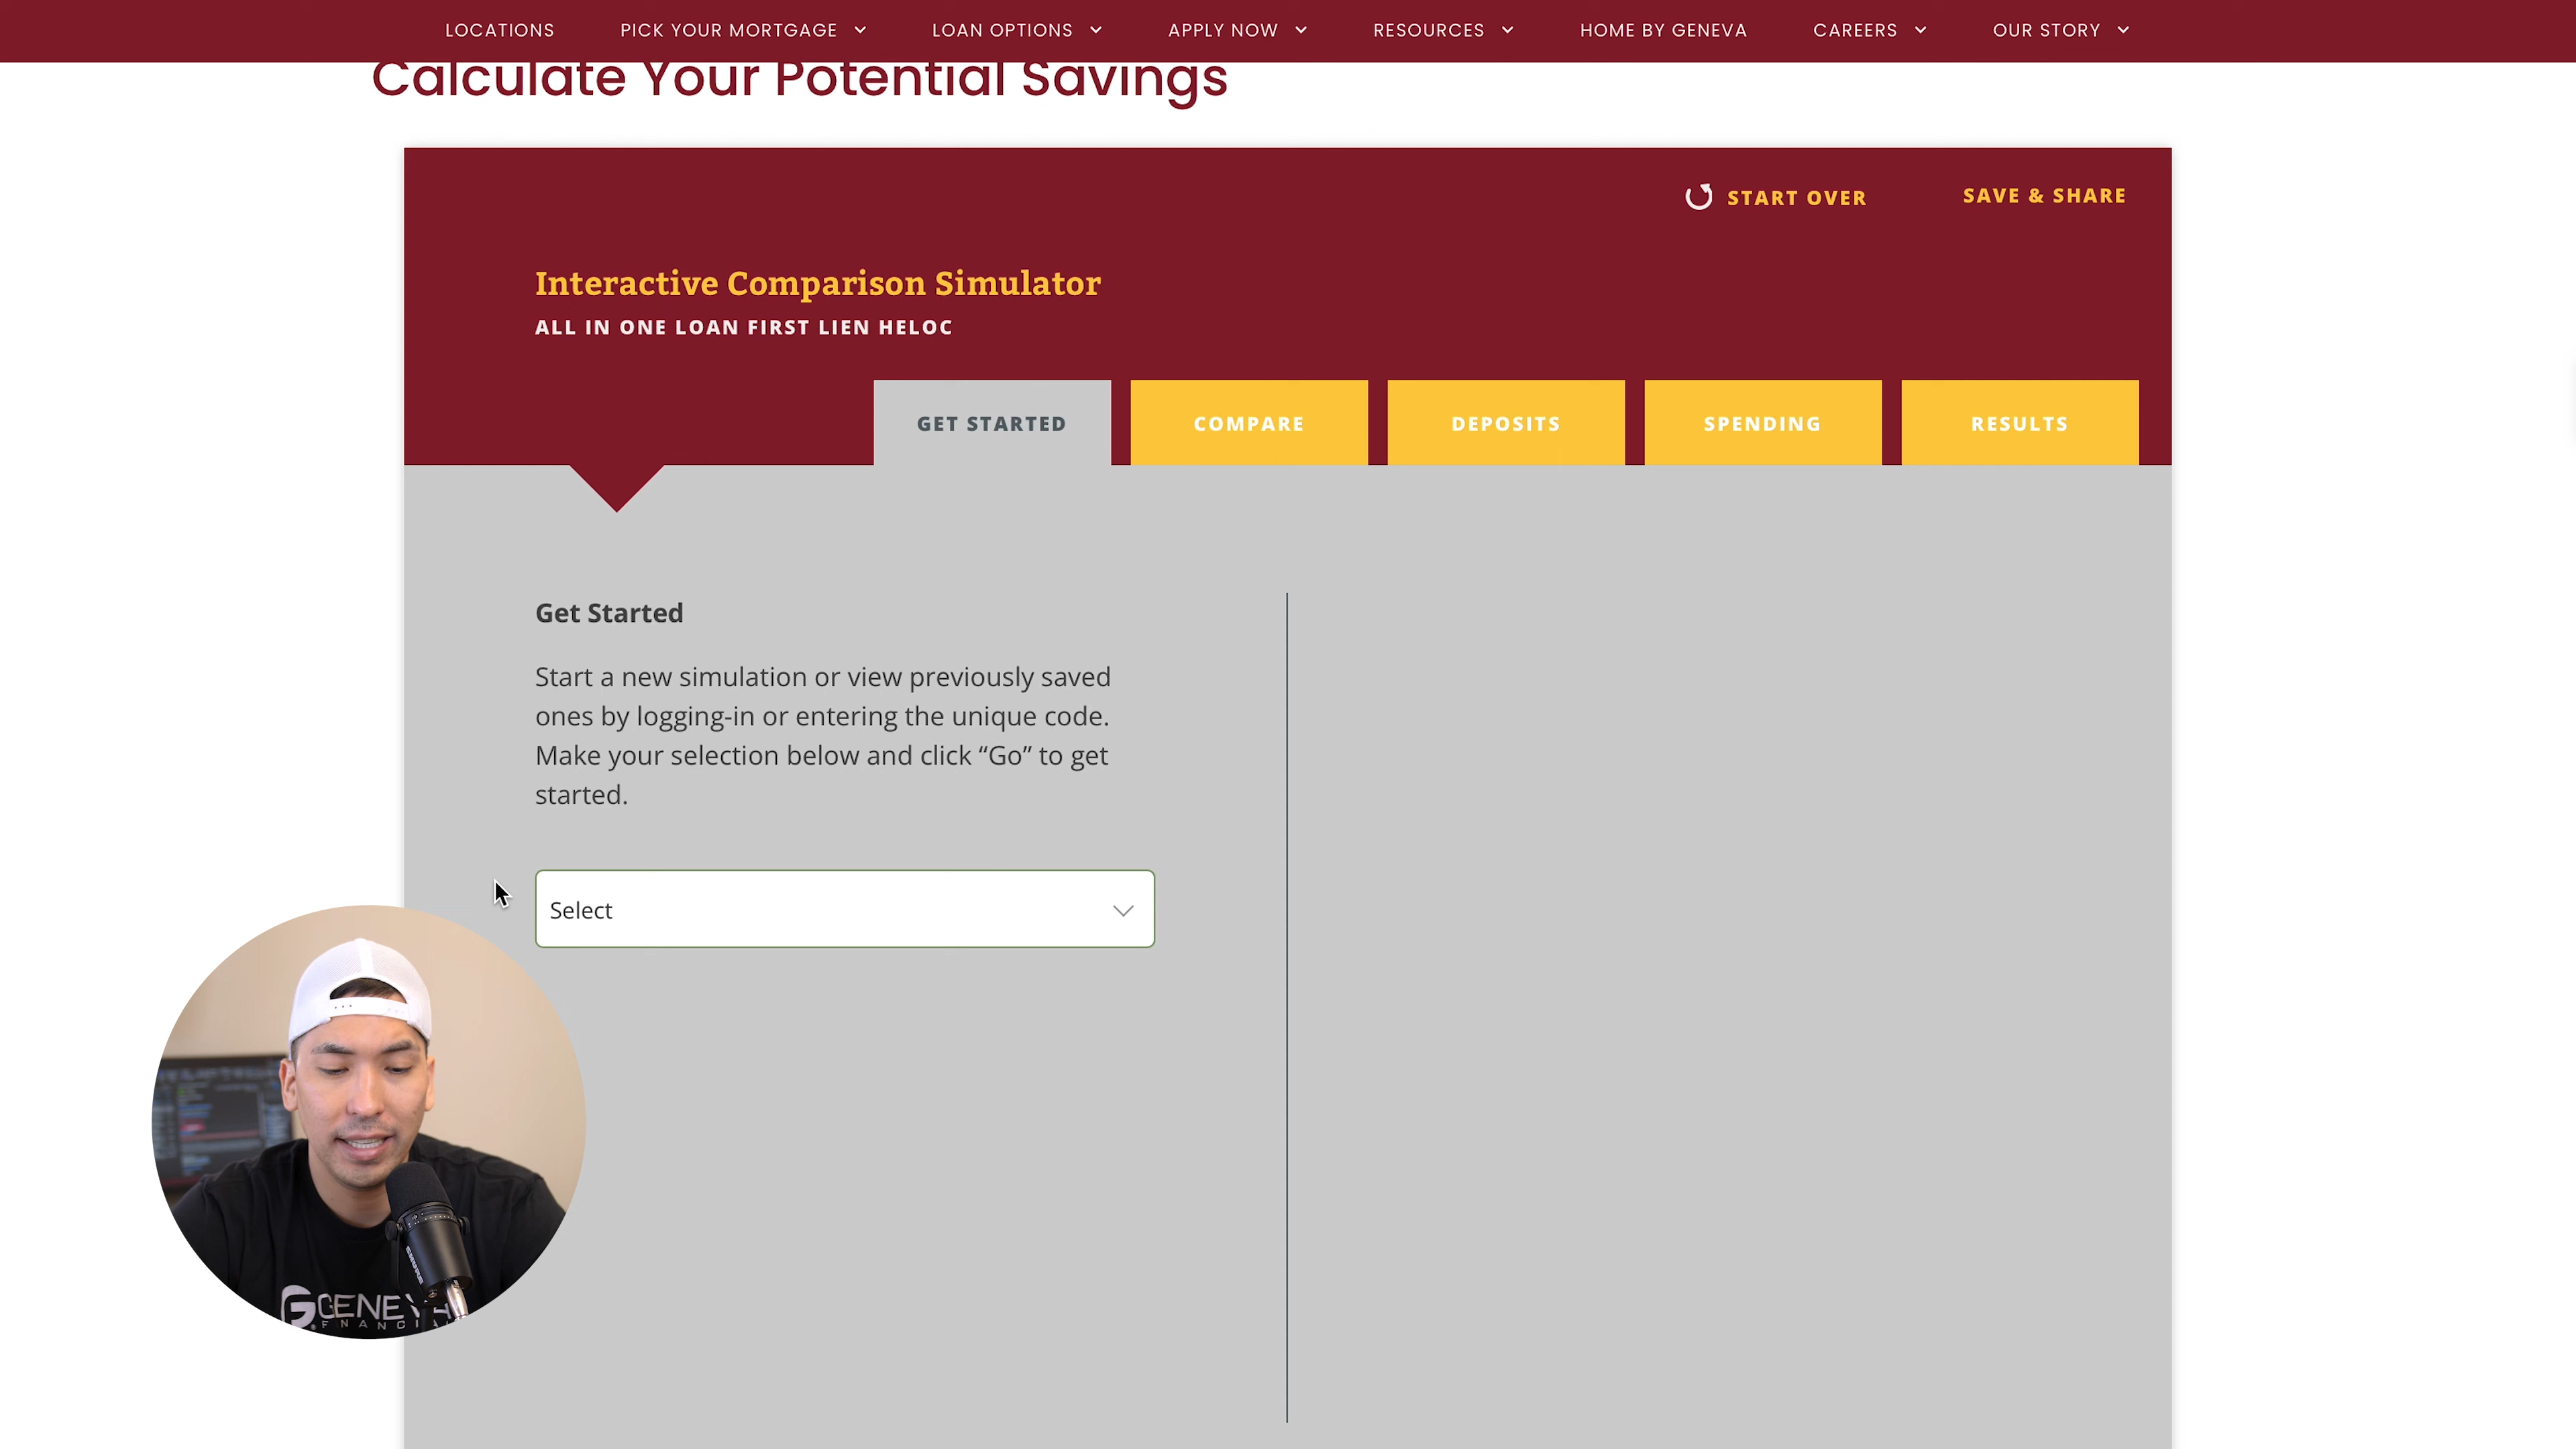 LOCATIONS
PICK YOUR MORTGAGE
LOAN OPTIONS
APPLY NOW
RESOURCES
HOME BY GENEVA
CAREERS
OUR STORY
Calculate Your Potential Savings
START OVER
SAVE & SHARE
Interactive Comparison Simulator
ALL IN ONE LOAN FIRST LIEN HELOC
GET STARTED
COMPARE
DEPOSITS
SPENDING
RESULTS
Get Started
Start a new simulation or view previously saved
ones by logging-in or entering the unique code.
Make your selection below and click “Go” to get
started.
Select
SHURE